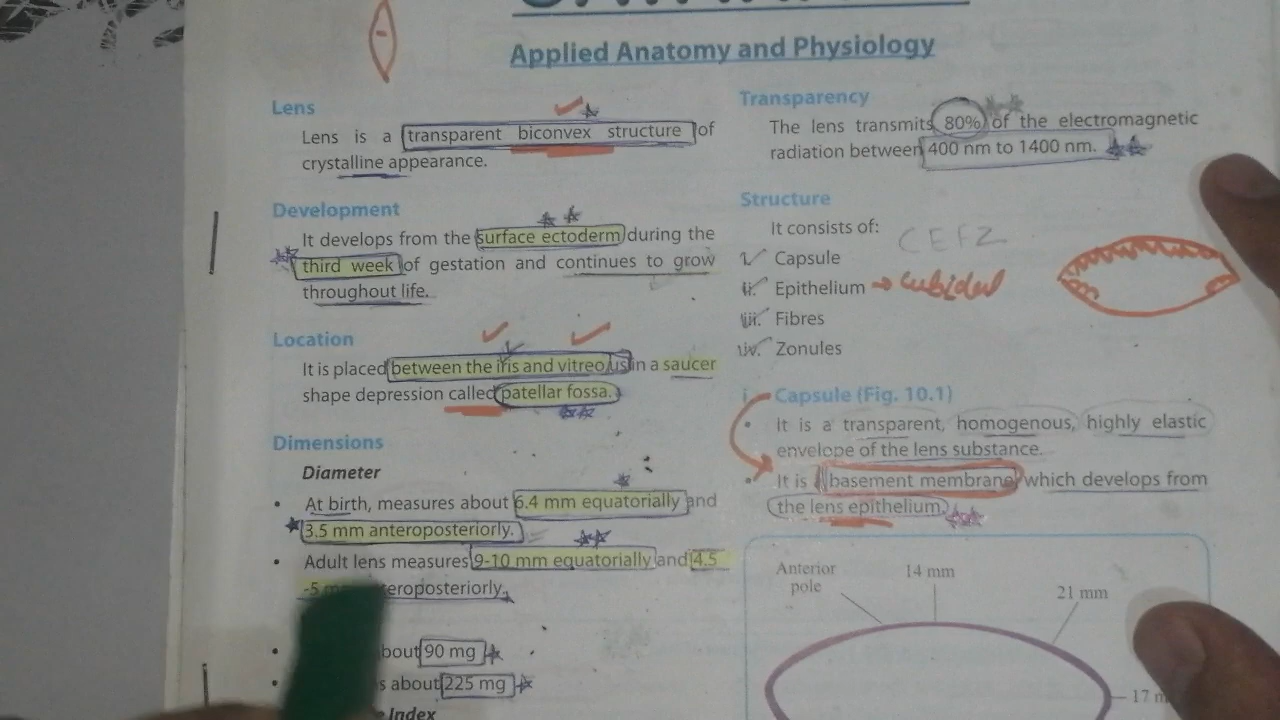 Applied Anatomy and Physiology
Lens
Lens is a transparent biconvex structure of
crystalline appearance.
Development
It develops from the surface ectoderm during the
third week of gestation and continues to grow
throughout life.
Location
It is placed between the iris and vitreous in a saucer
shape depression called patellar fossa.
Dimensions
Diameter
• At birth, measures about 6.4 mm equatorially and
3.5 mm anteroposteriorly.
• Adult lens measures 9-10 mm equatorially and 4.5
-5 eroposteriorly.
• bout 90 mg
• s about 225 mg
e Index
Transparency
The lens transmits 80% of the electromagnetic
radiation between 400 nm to 1400 nm.
Structure
It consists of:
CEFZ
i. Capsule
ii. Epithelium → cubidal
iii. Fibres
iv. Zonules
i. Capsule (Fig. 10.1)
• It is a transparent, homogenous, highly elastic
envelope of the lens substance.
• It is basement membrane which develops from
the lens epithelium.
Anterior
pole
14 mm
21 mm
17 m